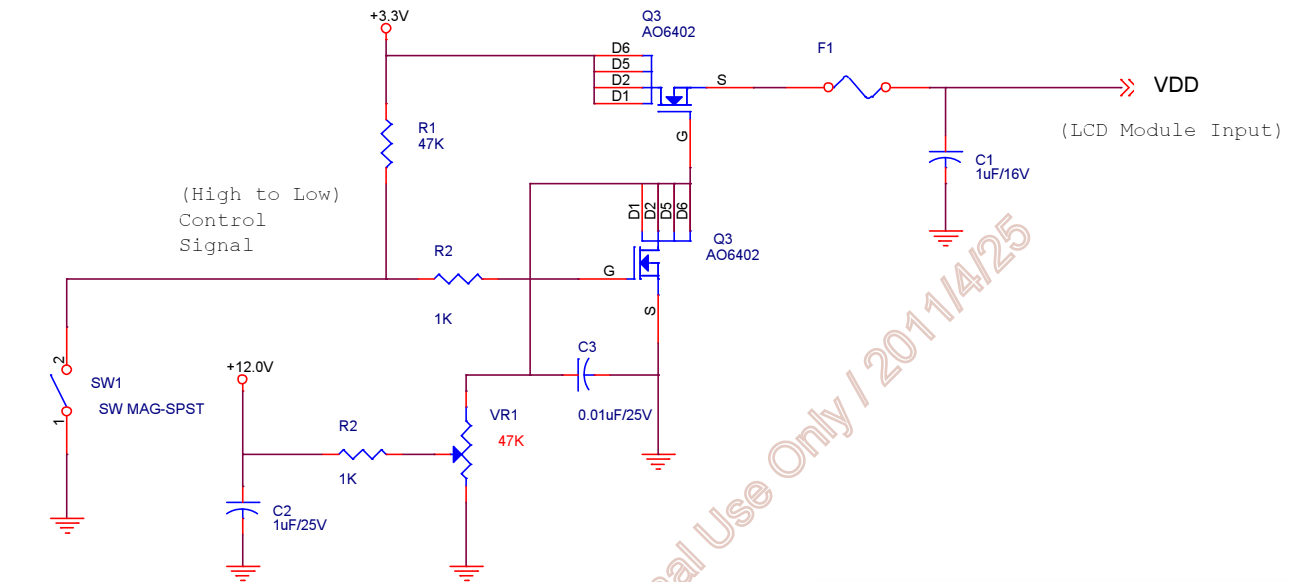 +3.3V
Q3
AO6402
D6
D5
D2
D1
S
G
F1
VDD
(LCD Module Input)
R1
47K
C1
1uF/16V
(High to Low)
Control
Signal
D1
D2
D5
D6
Q3
AO6402
R2
1K
G
S
2
1
SW1
SW MAG-SPST
+12.0V
C3
0.01uF/25V
VR1
47K
R2
1K
C2
1uF/25V
Use Only / 2011/4/25